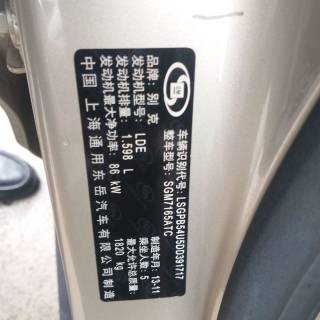 品牌：别克
车辆识别代号：LSGPB54U5DD391717
发动机型号：LDE
整车型号：SGM7165ATC
发动机排量：1.598 L
制造年月：13-11
发动机最大净功率：86 kW
乘坐人数：5
最大允许总质量：1820 kg
中国 上海通用东岳汽车有限公司制造